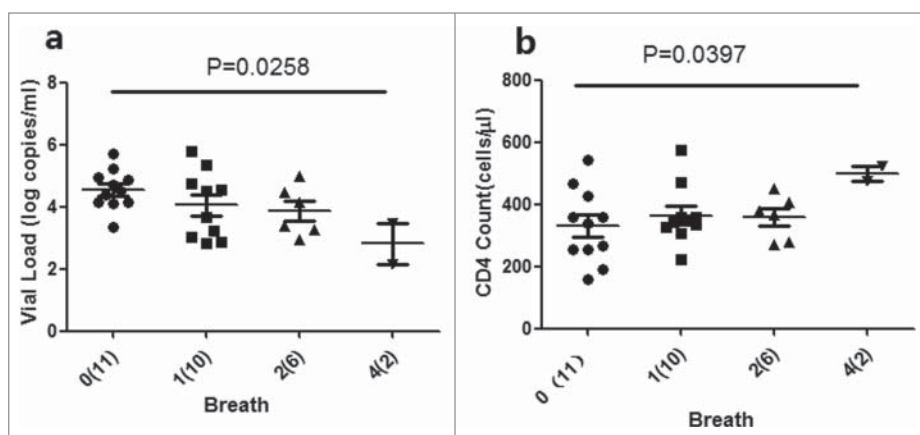 a
P=0.0258
Vial Load (log copies/ml)
8
6
4
2
0
0(11)
1(10)
2(6)
4(2)
Breath
b
P=0.0397
CD4 Count(cells/µl)
800
600
400
200
0
0 (11)
1(10)
2(6)
4(2)
Breath